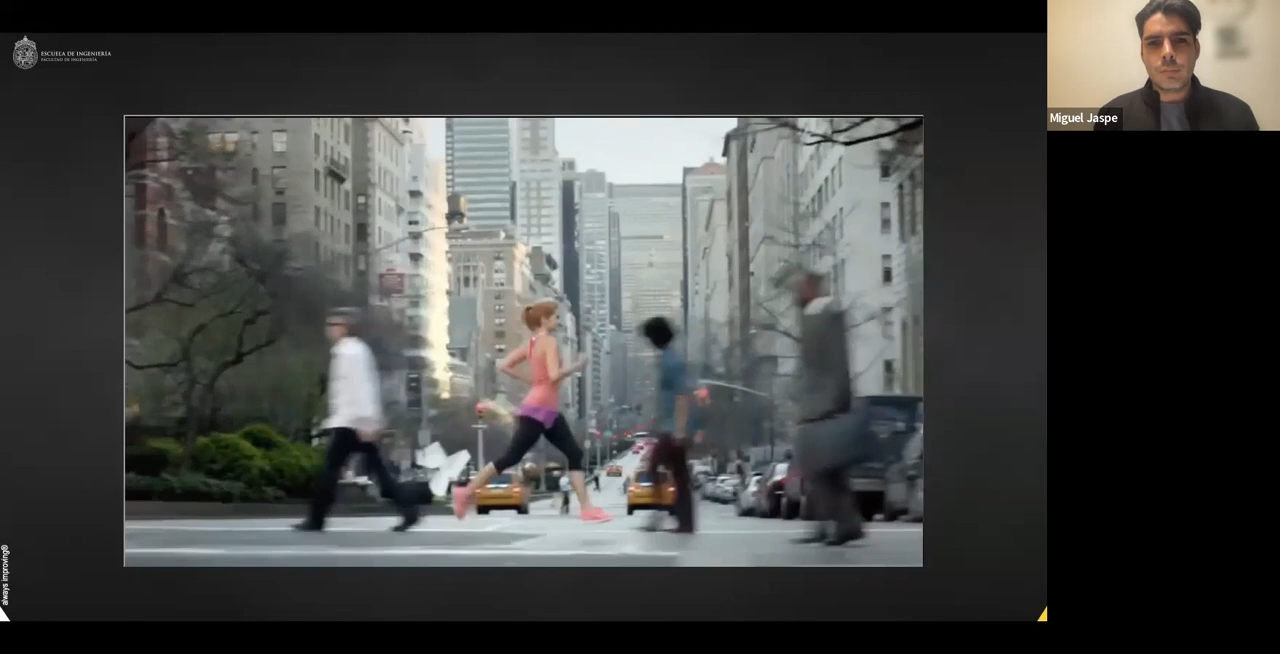 ESCUELA DE INGENIERÍA
FACULTAD DE INGENIERÍA
always improving®
Miguel Jaspe